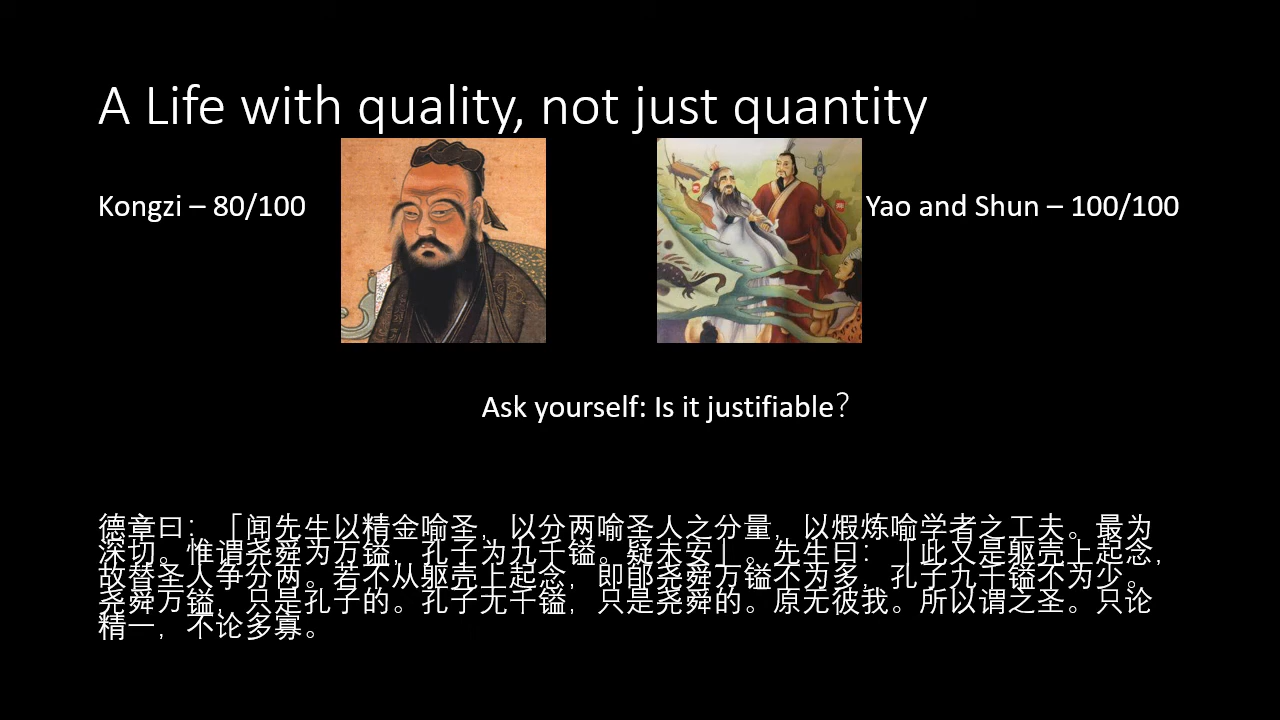 A Life with quality, not just quantity
Kongzi – 80/100
Yao and Shun – 100/100
Ask yourself: Is it justifiable？
德章曰：「闻先生以精金喻圣，以分两喻圣人之分量，以煆炼喻学者之工夫。最为
深切。惟谓尧舜为万镒，孔子为九千镒。疑未安」。先生曰：「此又是躯壳上起念，
故替圣人争分两。若不从躯壳上起念，即郎尧舜万镒不为多，孔子九千镒不为少。
尧舜万镒，只是孔子的。孔子无千镒，只是尧舜的。原无彼我。所以谓之圣。只论
精一，不论多寡。